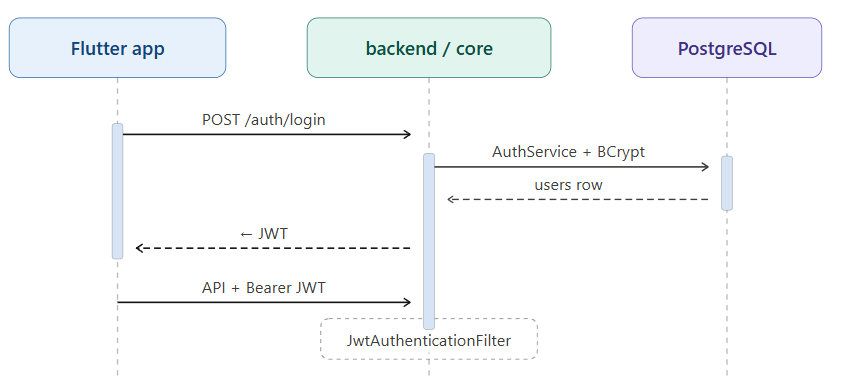 Flutter app
backend / core
PostgreSQL
POST /auth/login
AuthService + BCrypt
users row
← JWT
API + Bearer JWT
JwtAuthenticationFilter